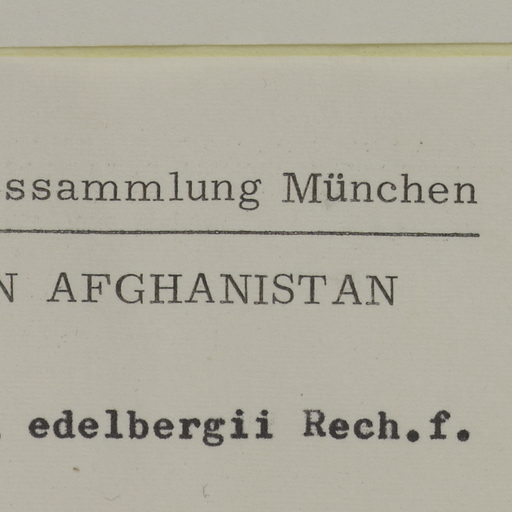 ssammlung München
N AFGHANISTAN
edelbergii Rech.f.